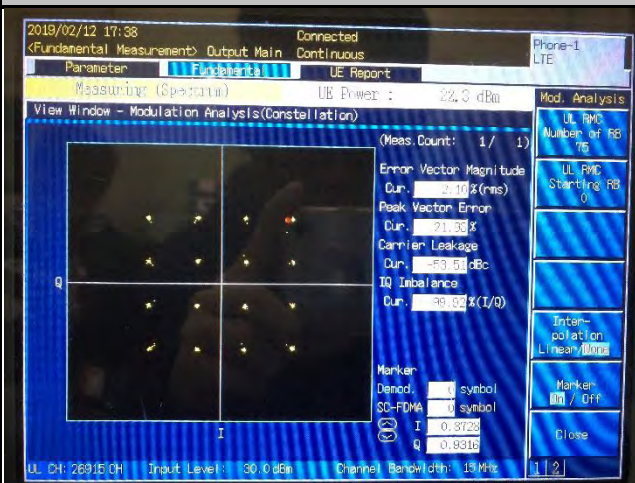 2019/02/12 17:38 Connected
<Fundamental Measurement> Output Main Continuous
Phone-1
LTE
Parameter Fundamental UE Report
Measuring (Spectrum) UE Power : 22.3 dBm
Mod. Analysis
View Window - Modulation Analysis(Constellation)
UL RMC
Number of RB
75
(Meas.Count: 1/ 1)
Error Vector Magnitude
Cur. 2.10 %(rms)
UL RMC
Starting RB
0
Peak Vector Error
Cur. %
Carrier Leakage
Cur. -53.51 dBc
IQ Imbalance
Cur. 99.92 %(I/Q)
Q
Inter-
polation
Linear/None
Marker
Demod. 0 symbol
SC-FDMA 0 symbol
Marker
On / Off
I 0.8728
Q 0.9316
I
Close
UL CH: 26915 CH Input Level: 30.0 dBm Channel Bandwidth: 15 MHz
1 2